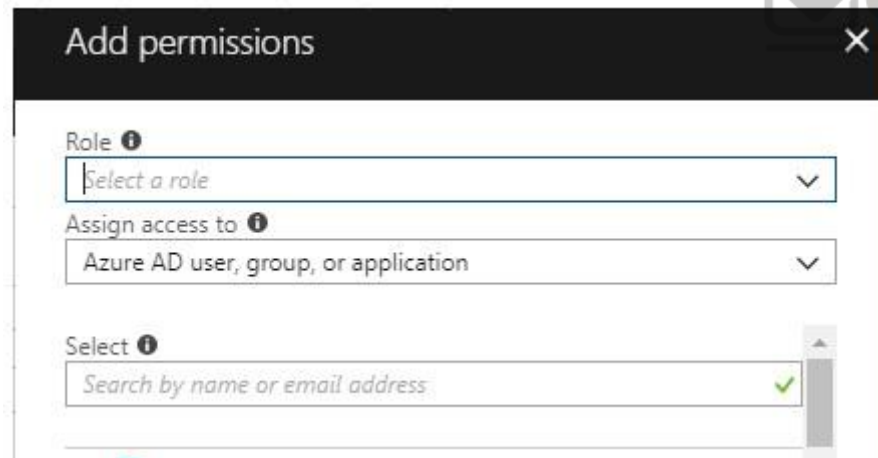 Add permissions
Role
Select a role
Assign access to
Azure AD user, group, or application
Select
Search by name or email address